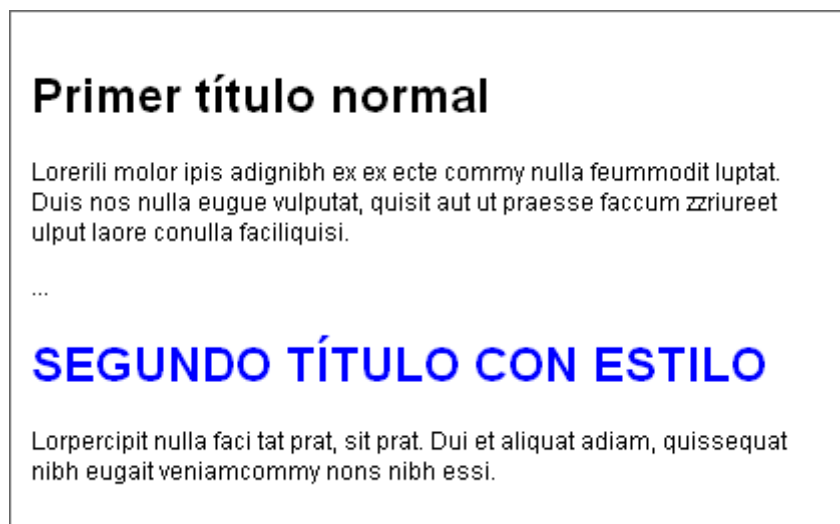 Primer título normal
Lorerili molor ipis adignibh ex ex ecte commy nulla feummodit luptat.
Duis nos nulla eugue vulputat, quisit aut ut praesse faccum zzriureet
ulput laore conulla faciliquisi.
...
SEGUNDO TÍTULO CON ESTILO
Lorpercipit nulla faci tat prat, sit prat. Dui et aliquat adiam, quissequat
nibh eugait veniamcommy nons nibh essi.